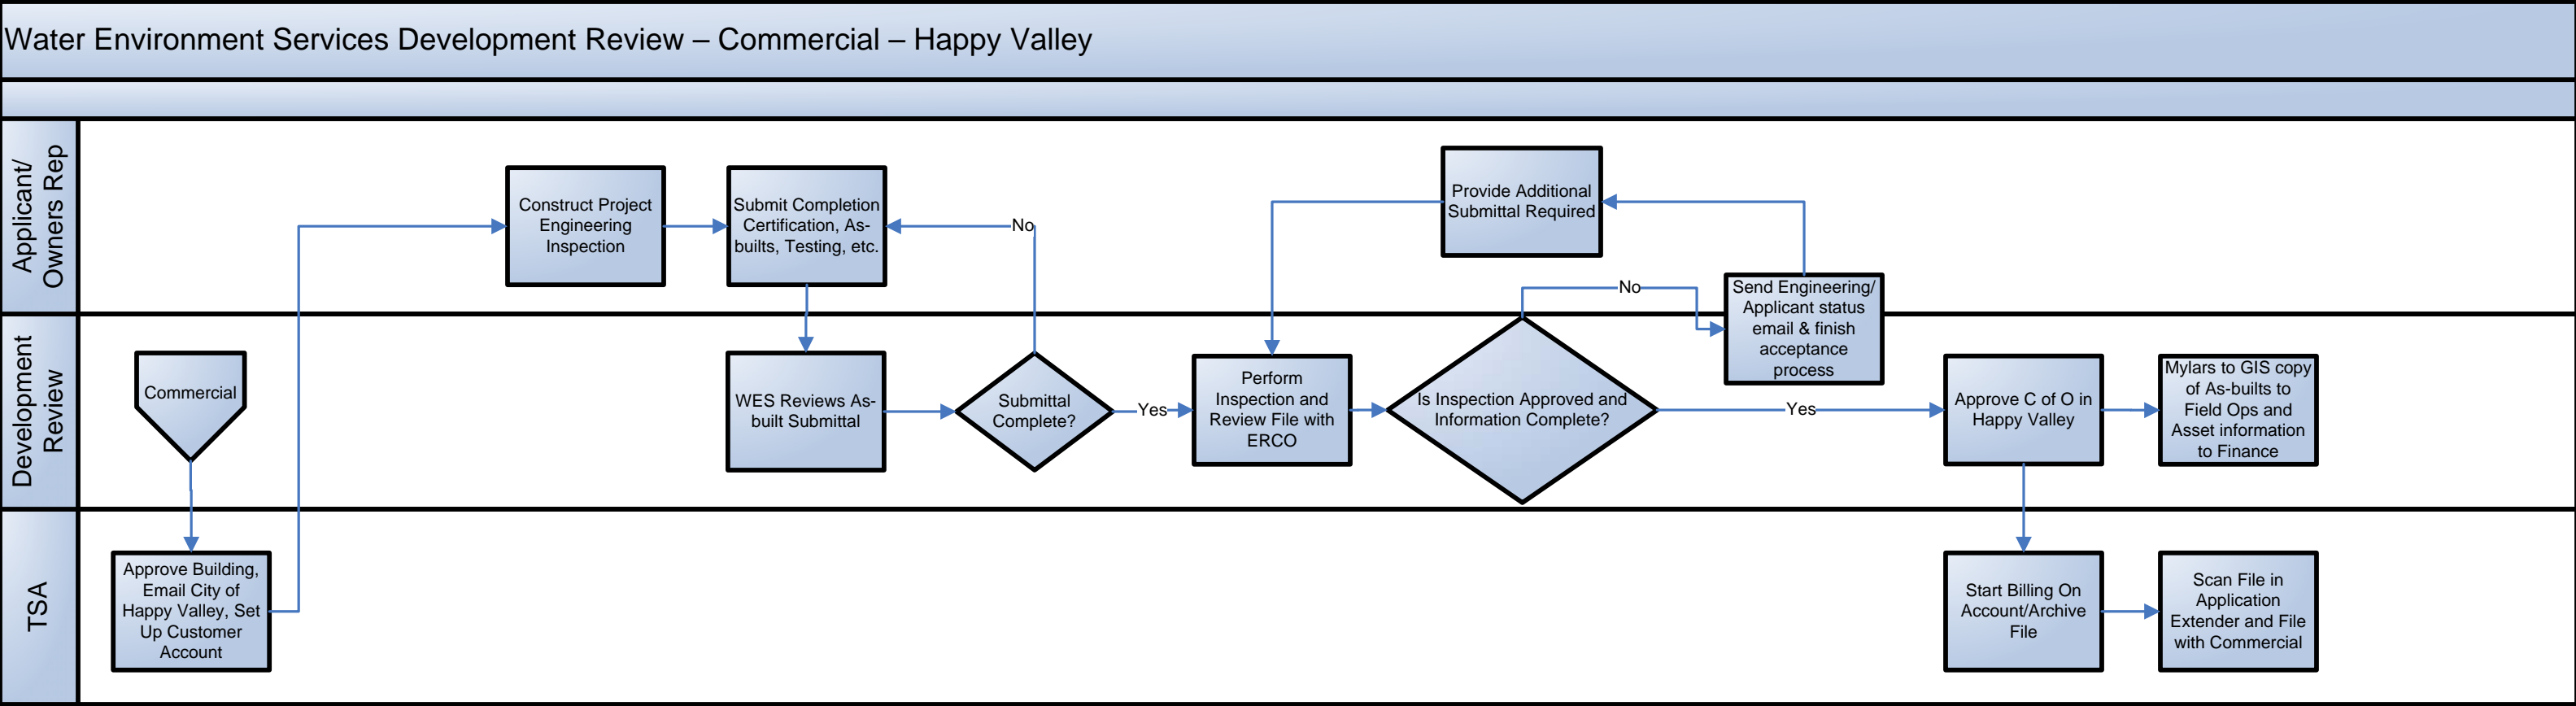 Water Environment Services Development Review – Commercial – Happy Valley
Applicant/
Owners Rep
Construct Project
Engineering
Inspection
Submit Completion
Certification, As-
builts, Testing, etc.
No
Provide Additional
Submittal Required
No
Send Engineering/
Applicant status
email & finish
acceptance
process
Development
Review
Commercial
WES Reviews As-
built Submittal
Submittal
Complete?
Yes
Perform
Inspection and
Review File with
ERCO
Is Inspection Approved and
Information Complete?
Yes
Approve C of O in
Happy Valley
Mylars to GIS copy
of As-builts to
Field Ops and
Asset information
to Finance
TSA
Approve Building,
Email City of
Happy Valley, Set
Up Customer
Account
Start Billing On
Account/Archive
File
Scan File in
Application
Extender and File
with Commercial